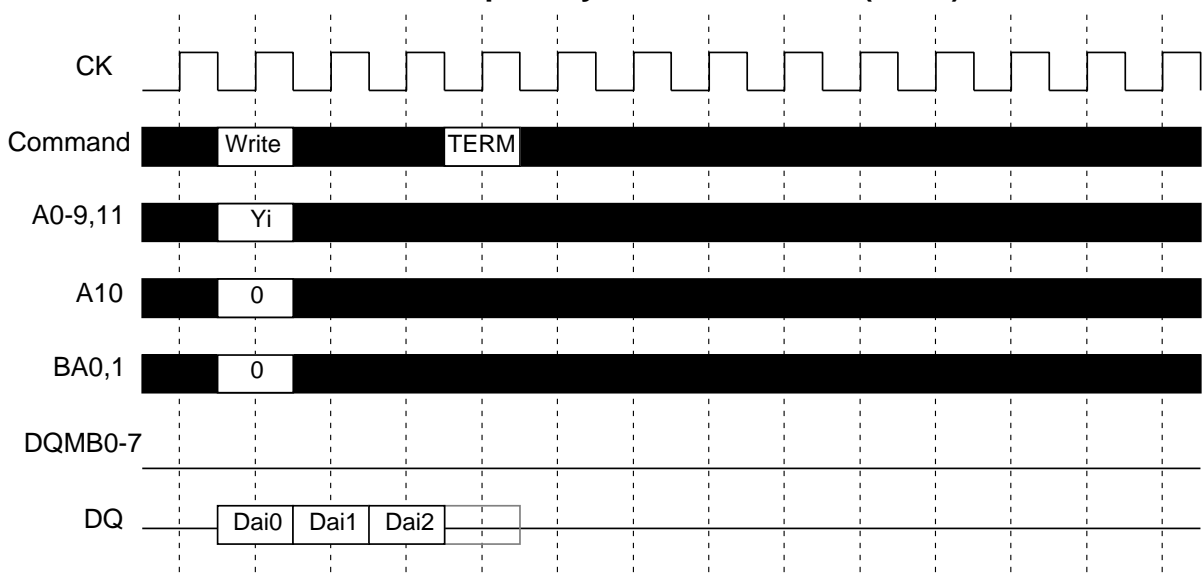 CK
Command Write TERM
A0-9,11 Yi
A10 0
BA0,1 0
DQMB0-7
DQ Dai0 Dai1 Dai2